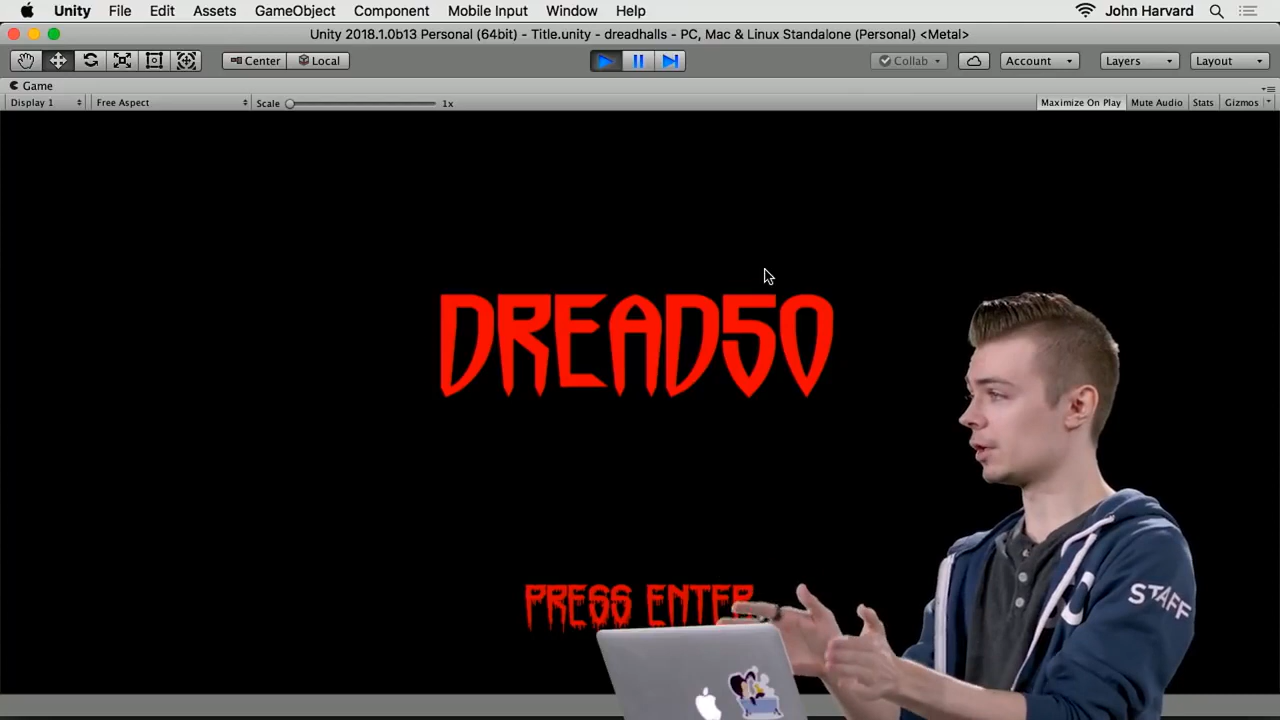 Unity File Edit Assets GameObject Component Mobile Input Window Help John Harvard
Unity 2018.1.0b13 Personal (64bit) - Title.unity - dreadhalls - PC, Mac & Linux Standalone (Personal) <Metal>
Center Local Collab Account Layers Layout
Game
Display 1 Free Aspect Scale 1x Maximize On Play Mute Audio Stats Gizmos
DREAD50
PRESS ENTER
STAFF